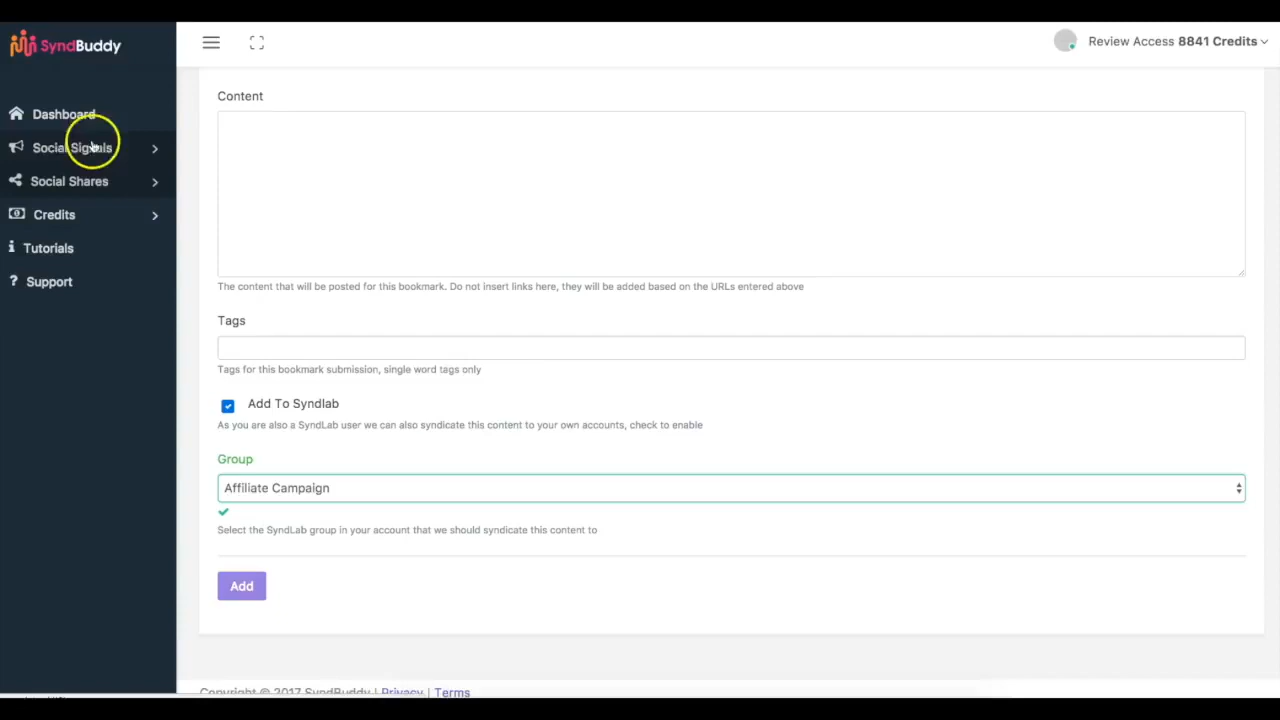 SyndBuddy
Review Access 8841 Credits
Dashboard
Social Signals
Social Shares
Credits
Tutorials
? Support
Content
The content that will be posted for this bookmark. Do not insert links here, they will be added based on the URLs entered above
Tags
Tags for this bookmark submission, single word tags only
Add To Syndlab
As you are also a SyndLab user we can also syndicate this content to your own accounts, check to enable
Group
Affiliate Campaign
Select the SyndLab group in your account that we should syndicate this content to
Add
Copyright © 2017 SyndBuddy | Privacy | Terms